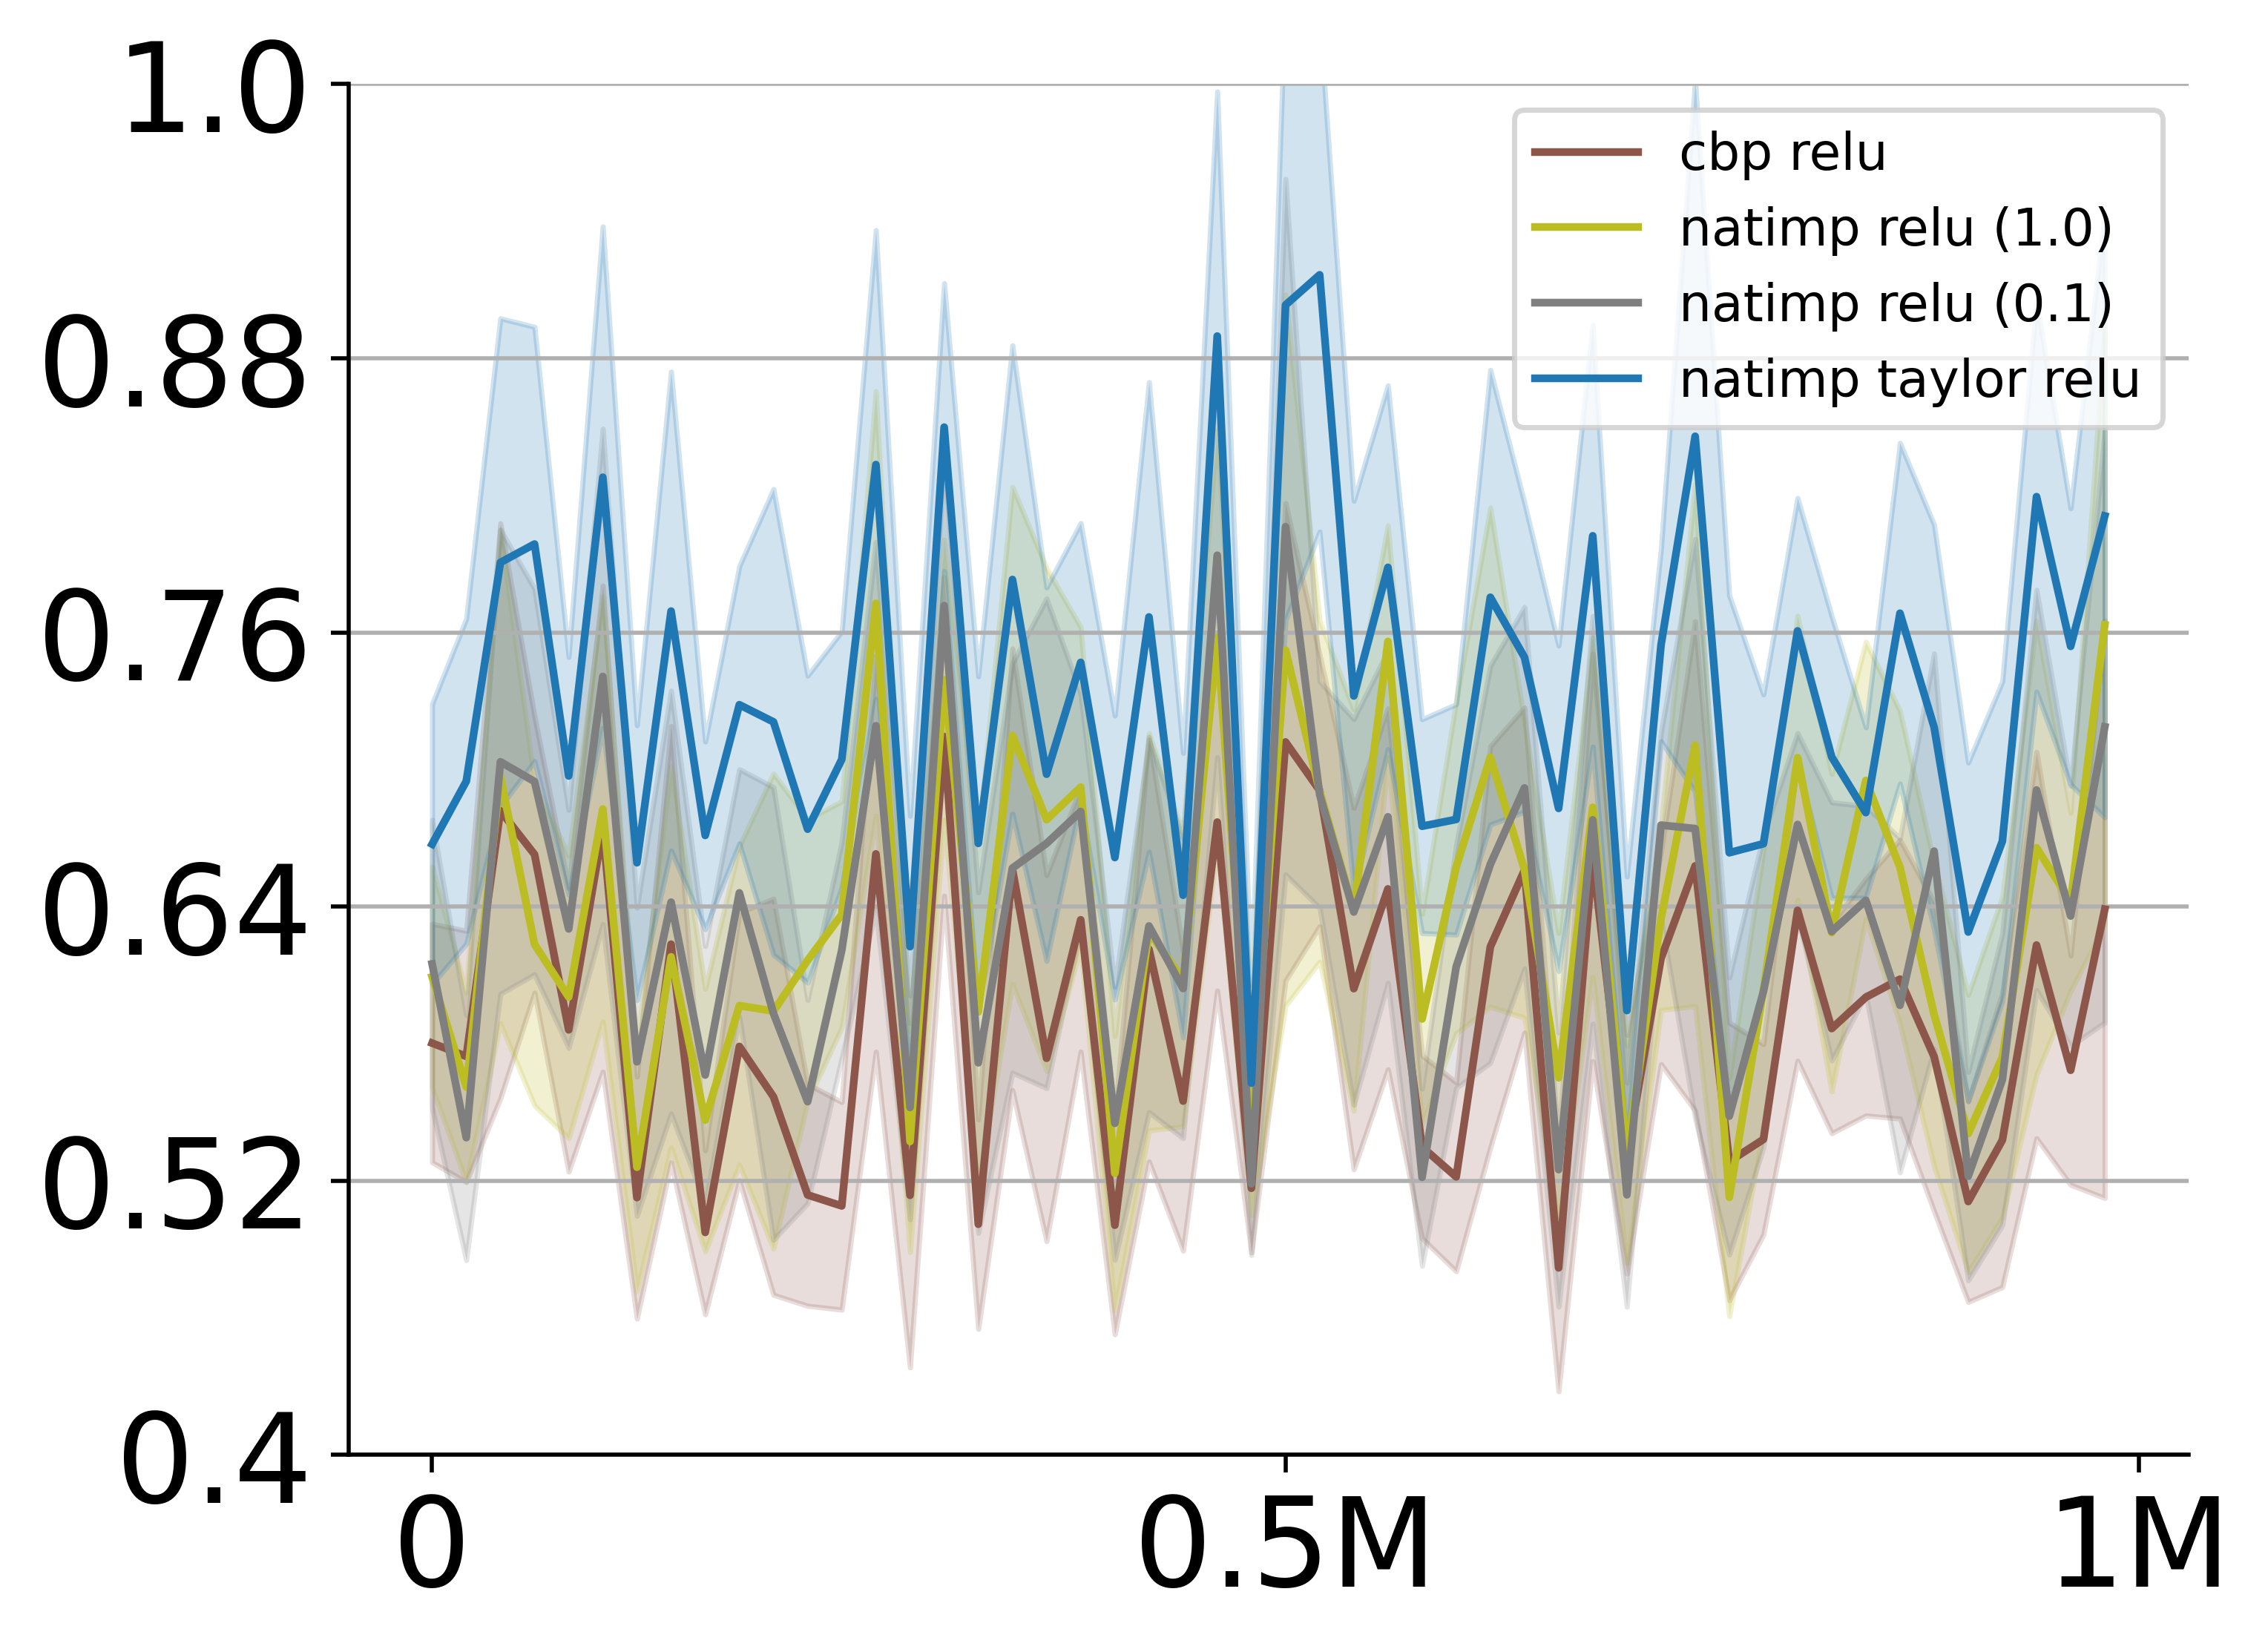 1.0
0.88
0.76
0.64
0.52
0.4
0
0.5M
1M
cbp relu
natimp relu (1.0)
natimp relu (0.1)
natimp taylor relu